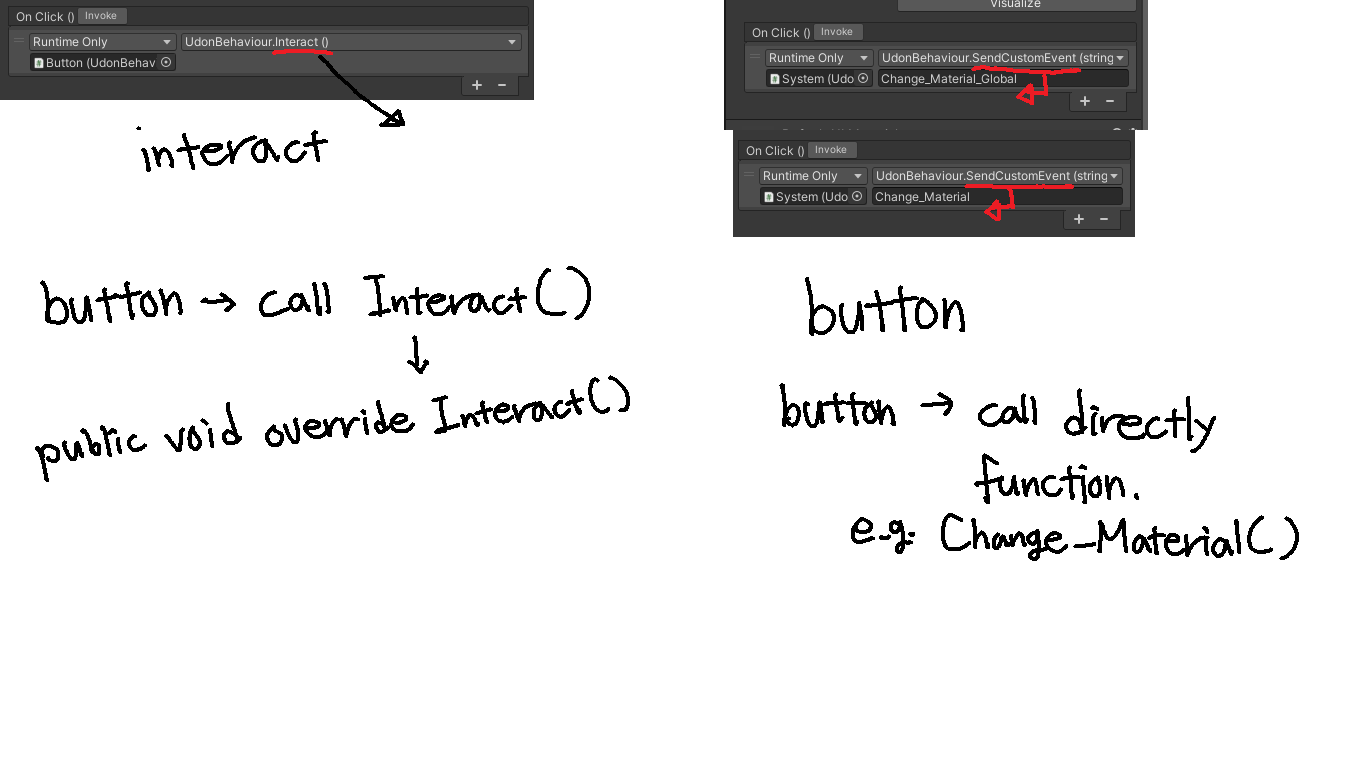 On Click () Invoke
Runtime Only UdonBehaviour.Interact ()
Button (UdonBehav
+ −
interact
button → call Interact()
↓
public void override Interact()
Visualize
On Click () Invoke
Runtime Only UdonBehaviour.SendCustomEvent (string
System (Udo Change_Material_Global
+ −
On Click () Invoke
Runtime Only UdonBehaviour.SendCustomEvent (string
System (Udo Change_Material
+ −
button
button → call directly
function.
e.g. Change_Material()